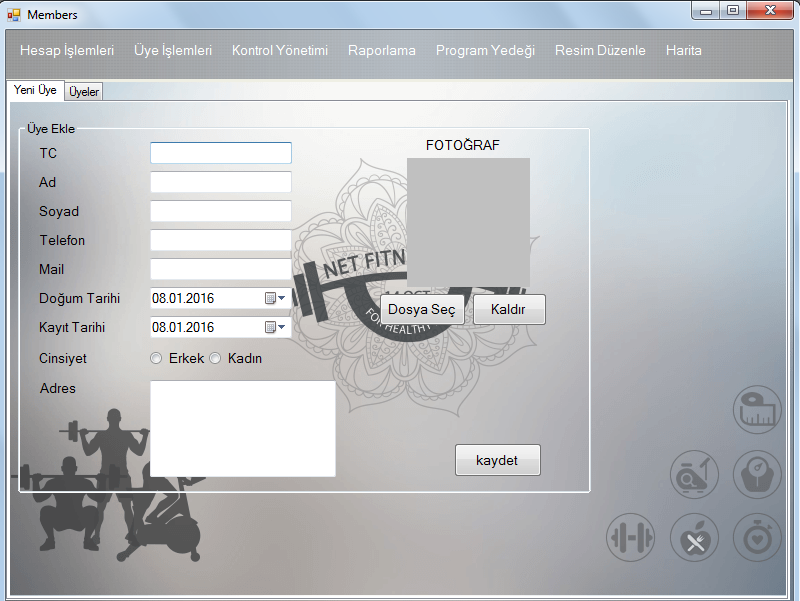 Members
Hesap İşlemleri Üye İşlemleri Kontrol Yönetimi Raporlama Program Yedeği Resim Düzenle Harita
Yeni Üye Üyeler
Üye Ekle
TC
Ad
Soyad
Telefon
Mail
Doğum Tarihi 08.01.2016
Kayıt Tarihi 08.01.2016
Cinsiyet Erkek Kadın
Adres
FOTOĞRAF
NET FITN
Dosya Seç Kaldır
FOR HEALTHY
kaydet